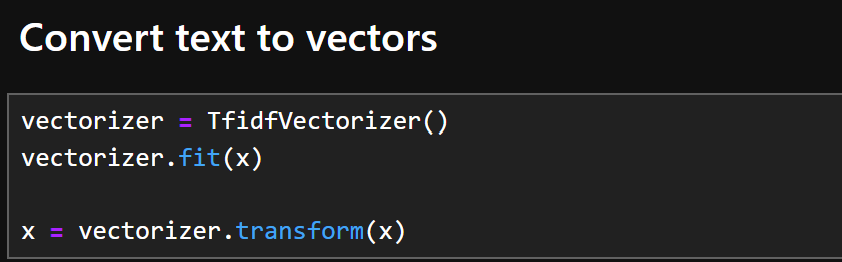 Convert text to vectors
vectorizer = TfidfVectorizer()
vectorizer.fit(x)
x = vectorizer.transform(x)